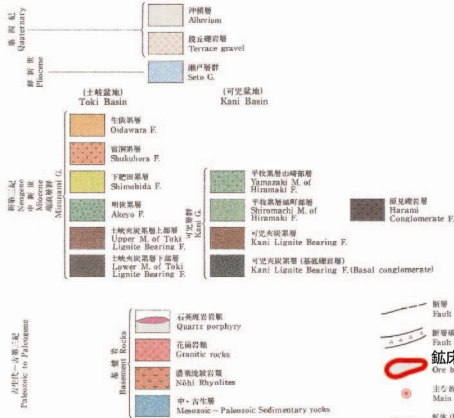 第四紀
Quaternary
沖積層
Alluvium
段丘礫岩層
Terrace gravel
鮮新世
Pliocene
瀬戸層群
Seto G.
(土岐盆地)
Toki Basin
(可児盆地)
Kani Basin
新第三紀
Neogene
中新世
Miocene
瑞浪層群
Mizunami G.
生俵累層
Oidawara F.
宿洞累層
Shukuhora F.
下肥田累層
Shimohida F.
明世累層
Akeyo F.
土岐夾炭累層上部層
Upper M. of Toki
Lignite Bearing F.
土岐夾炭累層下部層
Lower M. of Toki
Lignite Bearing F.
可児層群
Kani G.
平牧累層山崎部層
Yamazaki M. of
Hiramaki F.
平牧累層城町部層
Shiromachi M. of
Hiramaki F.
可児夾炭累層
Kani Lignite Bearing F.
可児夾炭累層(基底礫岩層)
Kani Lignite Bearing F.(Basal conglomerate)
原見礫岩層
Harami
Conglomerate F.
古生代~古第三紀
Paleozoic to Paleogene
基盤岩
Basement Rocks
石英斑岩岩脈
Quartz porphyry
花崗岩類
Granitic rocks
濃飛流紋岩類
Nōhi Rhyolites
中・古生層
Mesozoic~Paleozoic Sedimentary rocks
断層
Fault
断層破
Fault
鉱床
Ore b
主な
Main